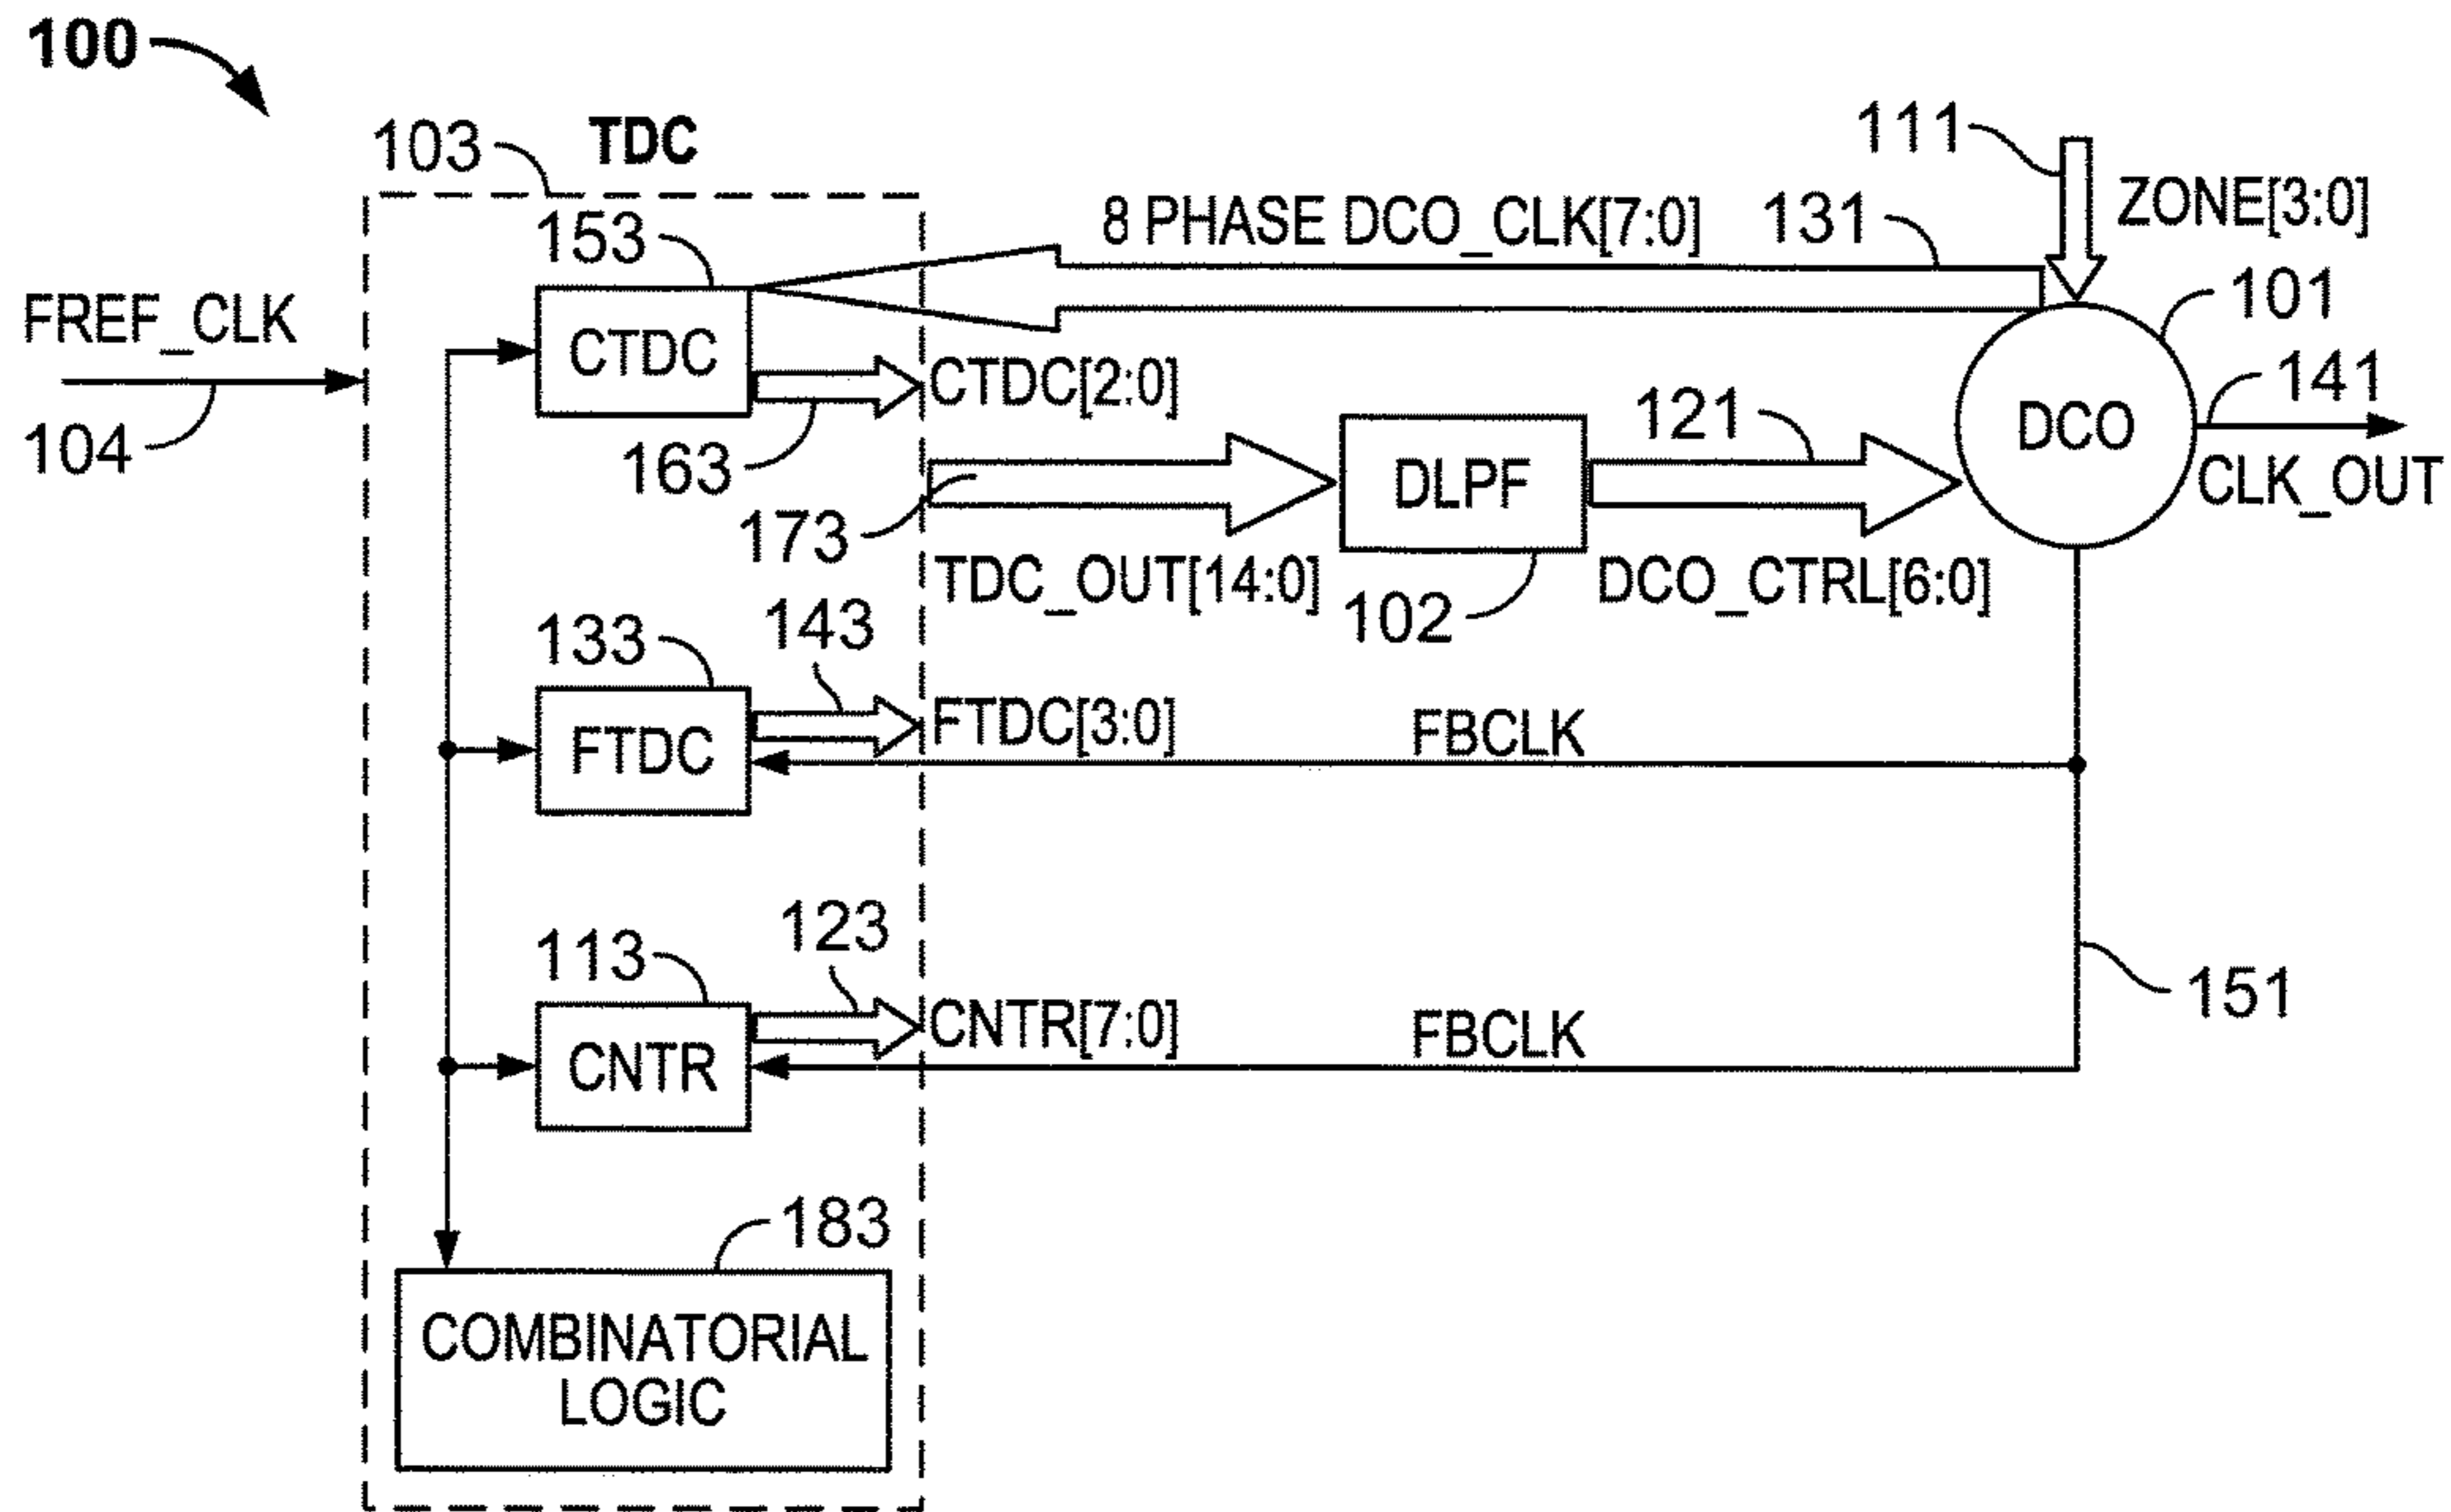 100
103
TDC
111
ZONE[3:0]
153
8 PHASE DCO_CLK[7:0]
131
101
FREF_CLK
104
CTDC
CTDC[2:0]
163
121
DCO
141
CLK_OUT
173
TDC_OUT[14:0]
DLPF
102
DCO_CTRL[6:0]
133
143
FTDC
FTDC[3:0]
FBCLK
113
123
CNTR
CNTR[7:0]
FBCLK
151
183
COMBINATORIAL
LOGIC